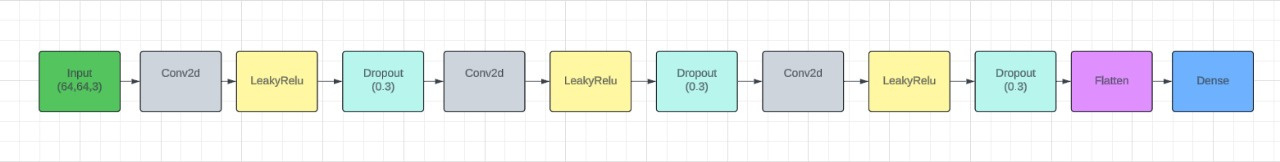 Input
(64,64,3)
Conv2d
LeakyRelu
Dropout
(0.3)
Conv2d
LeakyRelu
Dropout
(0.3)
Conv2d
LeakyRelu
Dropout
(0.3)
Flatten
Dense